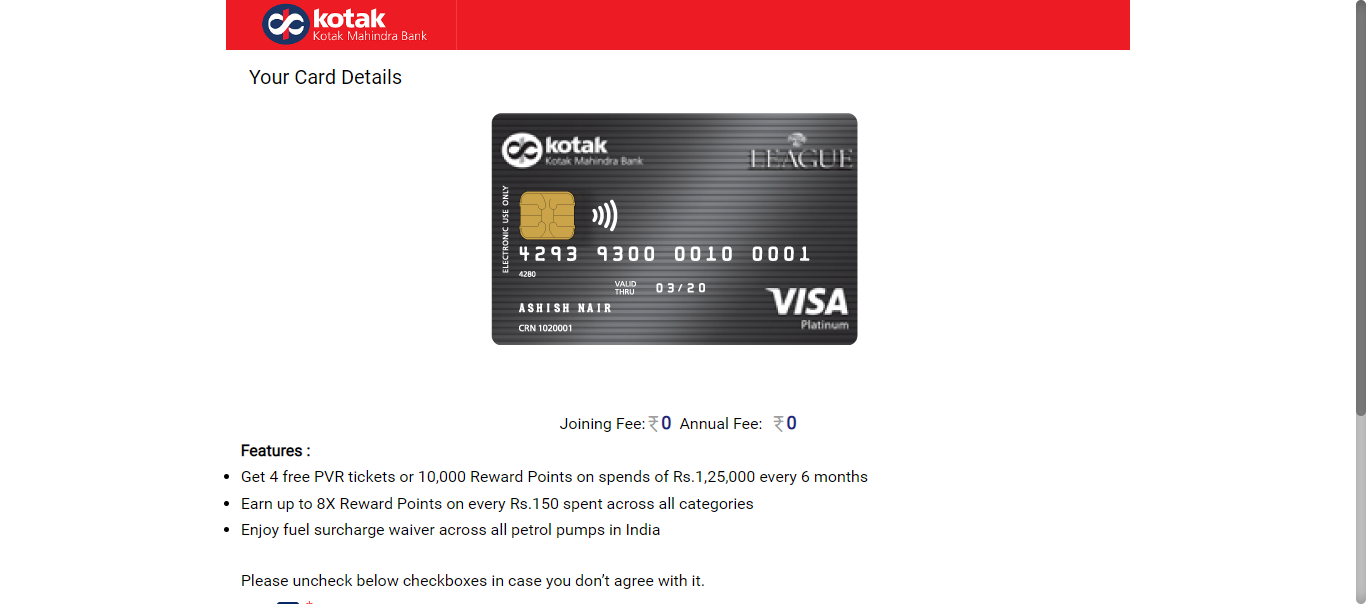 kotak
Kotak Mahindra Bank
Your Card Details
kotak
Kotak Mahindra Bank
LEAGUE
ELECTRONIC USE ONLY
4293 9300 0010 0001
4280
VALID THRU 03/20
ASHISH NAIR
VISA
CRN 1020001
Platinum
Joining Fee: ₹0 Annual Fee: ₹0
Features :
• Get 4 free PVR tickets or 10,000 Reward Points on spends of Rs.1,25,000 every 6 months
• Earn up to 8X Reward Points on every Rs.150 spent across all categories
• Enjoy fuel surcharge waiver across all petrol pumps in India
Please uncheck below checkboxes in case you don’t agree with it.
*